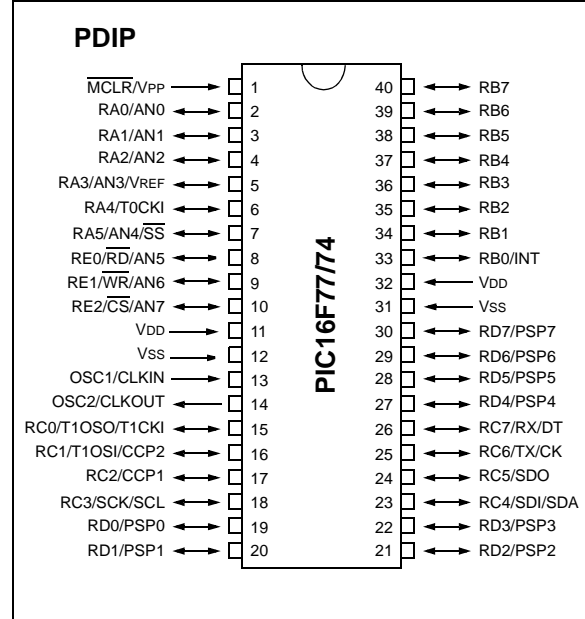 PDIP
MCLR/VPP 1 40 RB7
RA0/AN0 2 39 RB6
RA1/AN1 3 38 RB5
RA2/AN2 4 37 RB4
RA3/AN3/VREF 5 36 RB3
RA4/T0CKI 6 35 RB2
RA5/AN4/SS 7 34 RB1
RE0/RD/AN5 8 33 RB0/INT
RE1/WR/AN6 9 32 VDD
RE2/CS/AN7 10 31 VSS
VDD 11 30 RD7/PSP7
VSS 12 29 RD6/PSP6
OSC1/CLKIN 13 28 RD5/PSP5
OSC2/CLKOUT 14 27 RD4/PSP4
RC0/T1OSO/T1CKI 15 26 RC7/RX/DT
RC1/T1OSI/CCP2 16 25 RC6/TX/CK
RC2/CCP1 17 24 RC5/SDO
RC3/SCK/SCL 18 23 RC4/SDI/SDA
RD0/PSP0 19 22 RD3/PSP3
RD1/PSP1 20 21 RD2/PSP2
PIC16F77/74